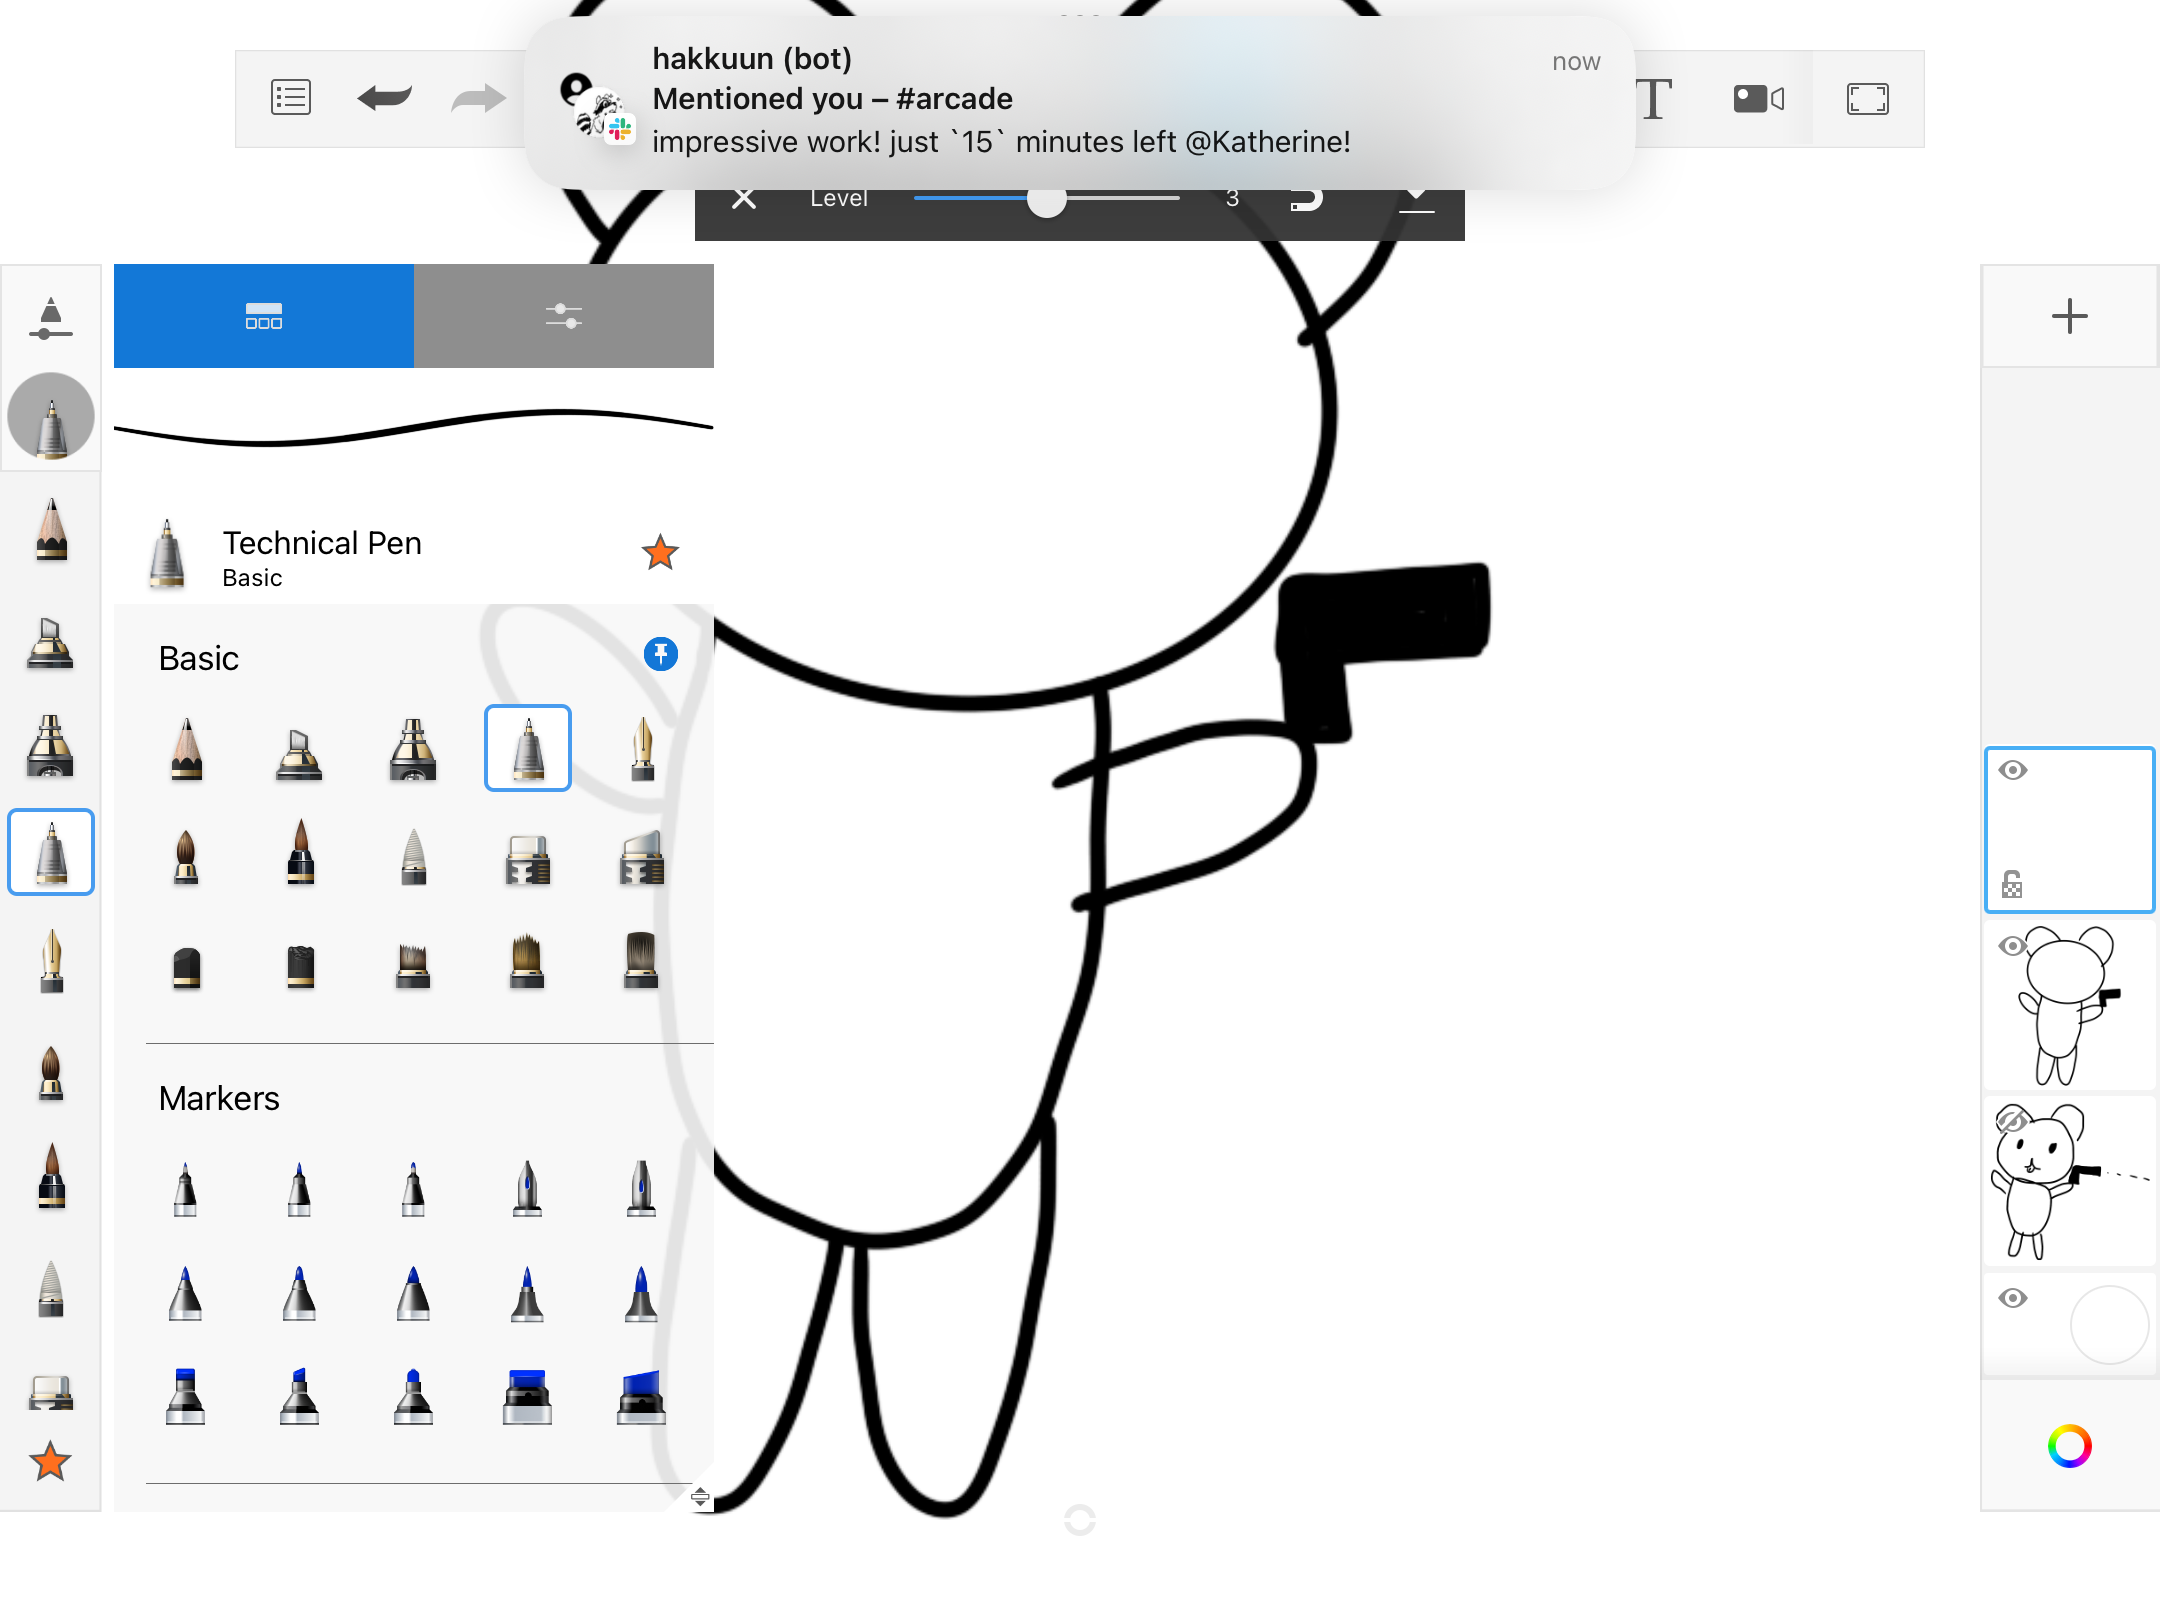 hakkuun (bot)
now
Mentioned you – #arcade
impressive work! just `15` minutes left @Katherine!
T
Level
3
Technical Pen
Basic
Basic
Markers